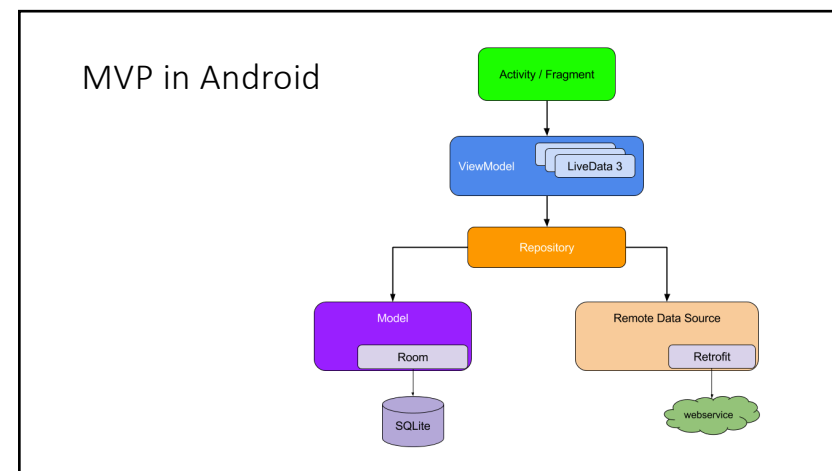 MVP in Android
Activity / Fragment
ViewModel
LiveData 3
Repository
Model
Remote Data Source
Room
Retrofit
SQLite
webservice